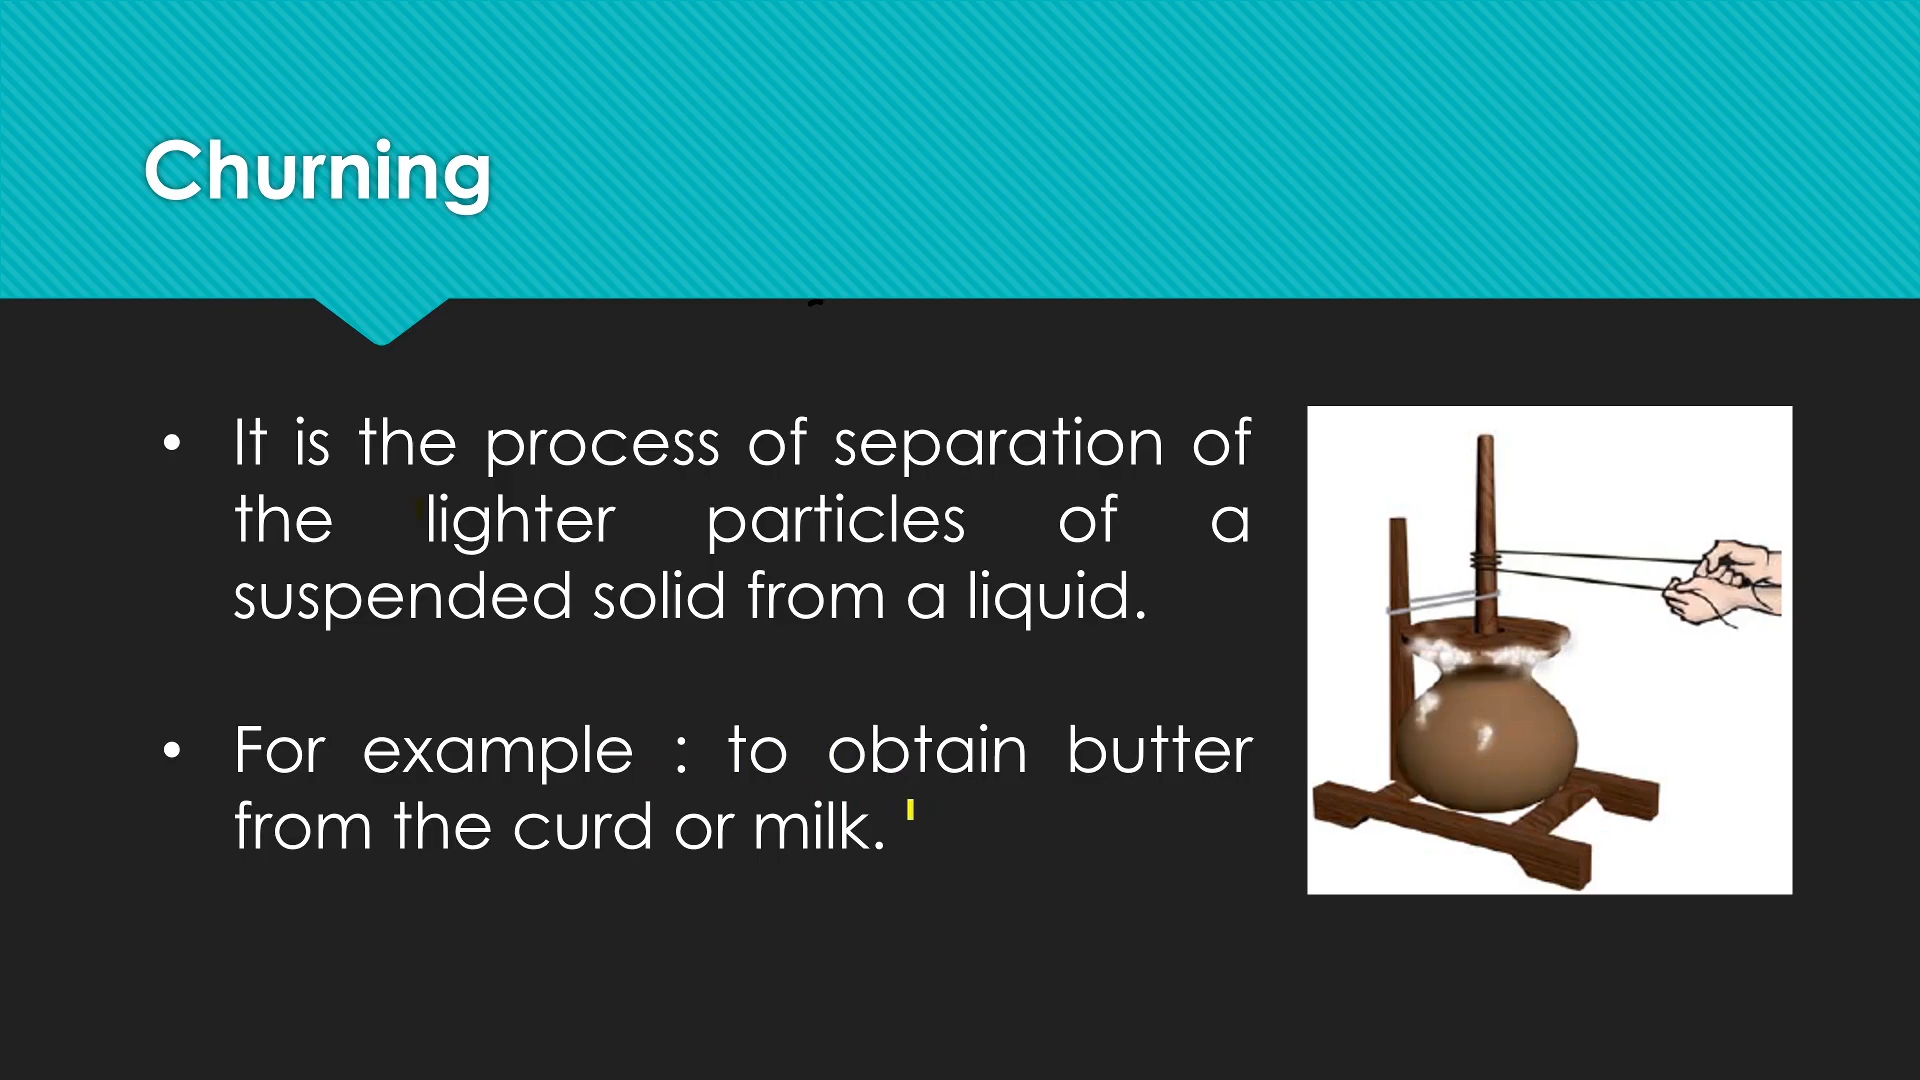 Churning
• It is the process of separation of
the lighter particles of a
suspended solid from a liquid.
• For example : to obtain butter
from the curd or milk.